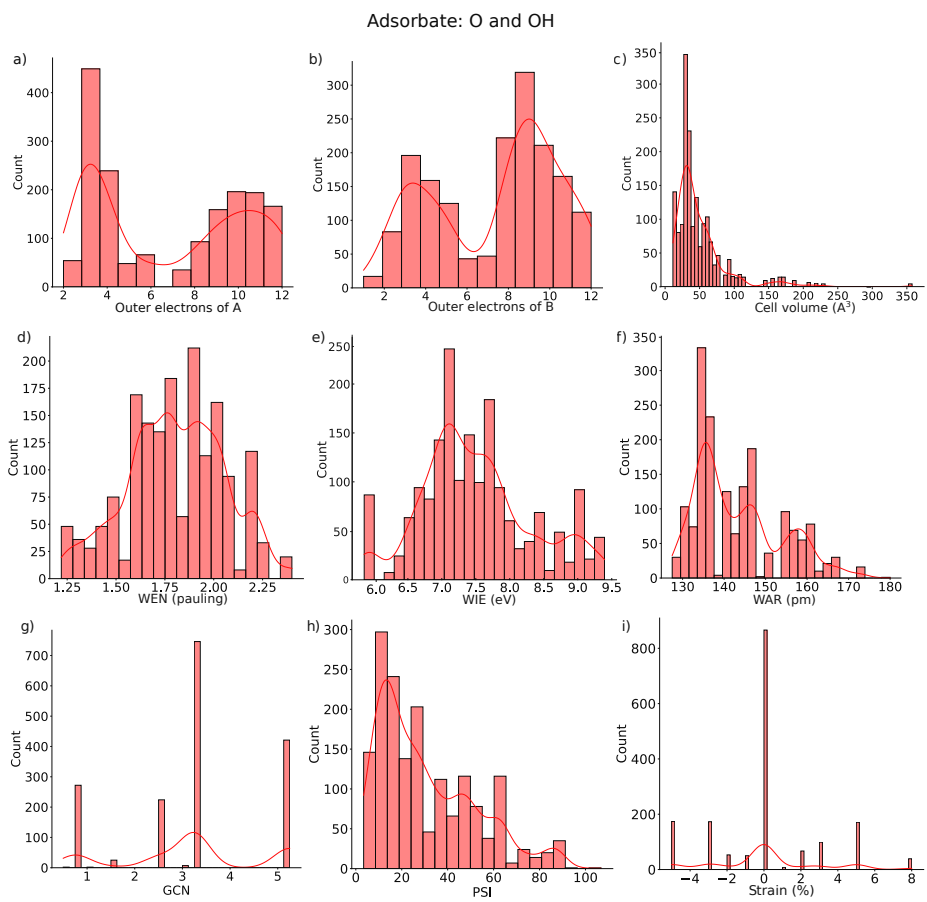 Adsorbate: O and OH
a)
400
300
200
100
0
Count
2 4 6 8 10 12
Outer electrons of A
b)
300
250
200
150
100
50
0
Count
2 4 6 8 10 12
Outer electrons of B
c)
350
300
250
200
150
100
50
0
Count
0 50 100 150 200 250 300 350
Cell volume (A³)
d)
200
175
150
125
100
75
50
25
0
Count
1.25 1.50 1.75 2.00 2.25
WEN (pauling)
e)
250
200
150
100
50
0
Count
6.0 6.5 7.0 7.5 8.0 8.5 9.0 9.5
WIE (eV)
f)
350
300
250
200
150
100
50
0
Count
130 140 150 160 170 180
WAR (pm)
g)
700
600
500
400
300
200
100
0
Count
1 2 3 4 5
GCN
h)
300
250
200
150
100
50
0
Count
0 20 40 60 80 100
PSI
i)
800
600
400
200
0
Count
−4 −2 0 2 4 6 8
Strain (%)